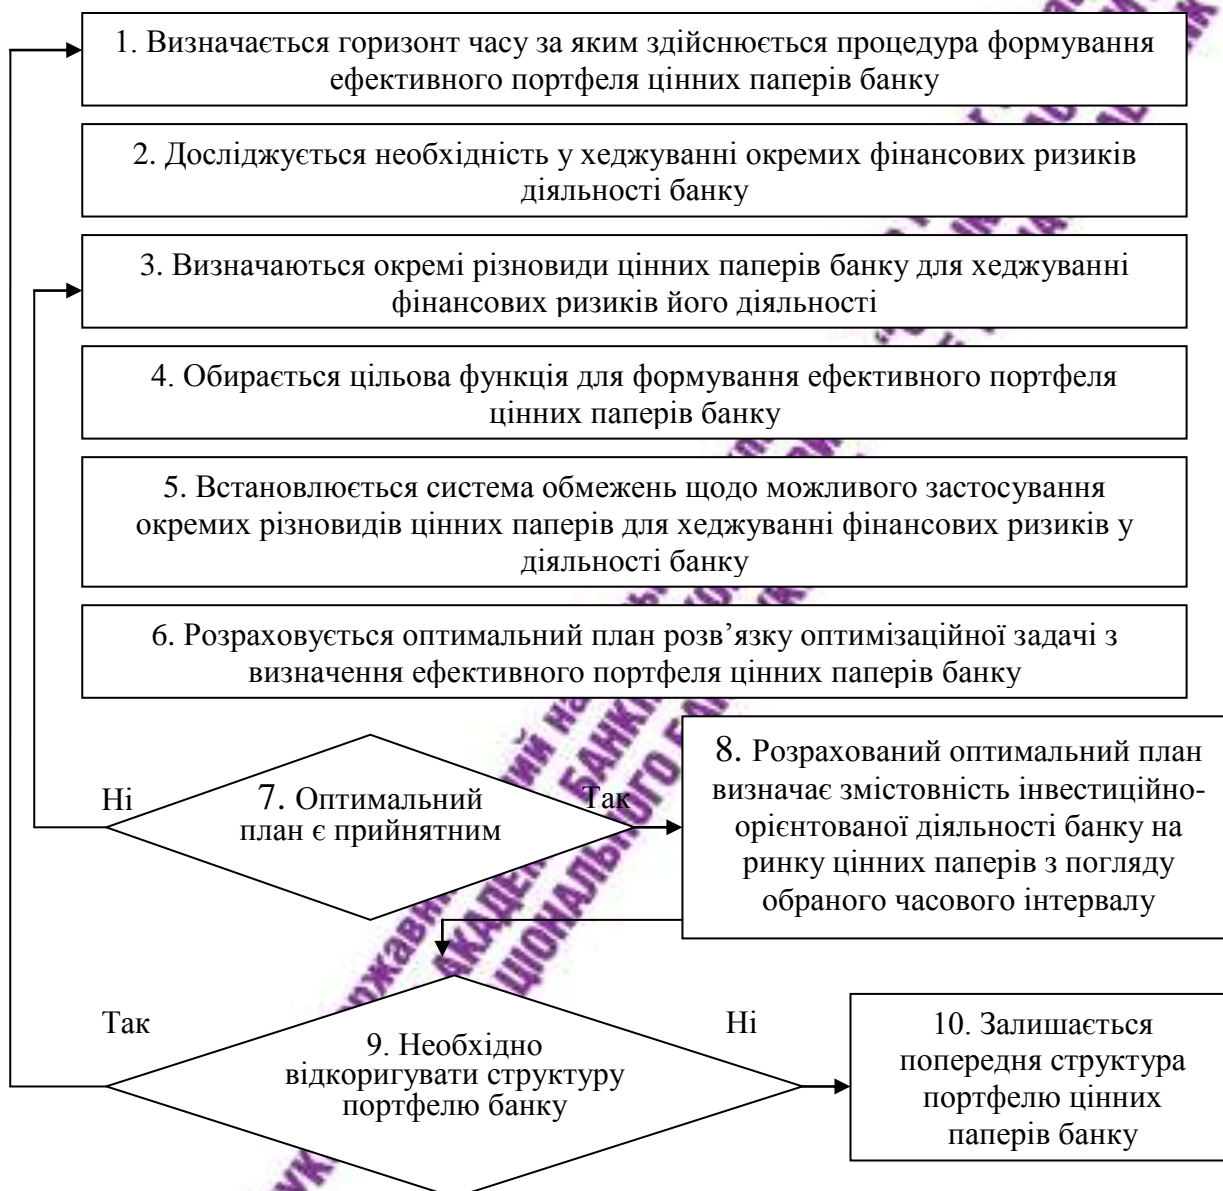 1. Визначається горизонт часу за яким здійснюється процедура формування
ефективного портфеля цінних паперів банку
2. Досліджується необхідність у хеджуванні окремих фінансових ризиків
діяльності банку
3. Визначаються окремі різновиди цінних паперів банку для хеджуванні
фінансових ризиків його діяльності
4. Обирається цільова функція для формування ефективного портфеля
цінних паперів банку
5. Встановлюється система обмежень щодо можливого застосування
окремих різновидів цінних паперів для хеджуванні фінансових ризиків у
діяльності банку
6. Розраховується оптимальний план розв’язку оптимізаційної задачі з
визначення ефективного портфеля цінних паперів банку
Ні
7. Оптимальний
план є прийнятним
Так
8. Розрахований оптимальний план
визначає змістовність інвестиційно-
орієнтованої діяльності банку на
ринку цінних паперів з погляду
обраного часового інтервалу
Так
9. Необхідно
відкоригувати структуру
портфелю банку
Ні
10. Залишається
попередня структура
портфелю цінних
паперів банку